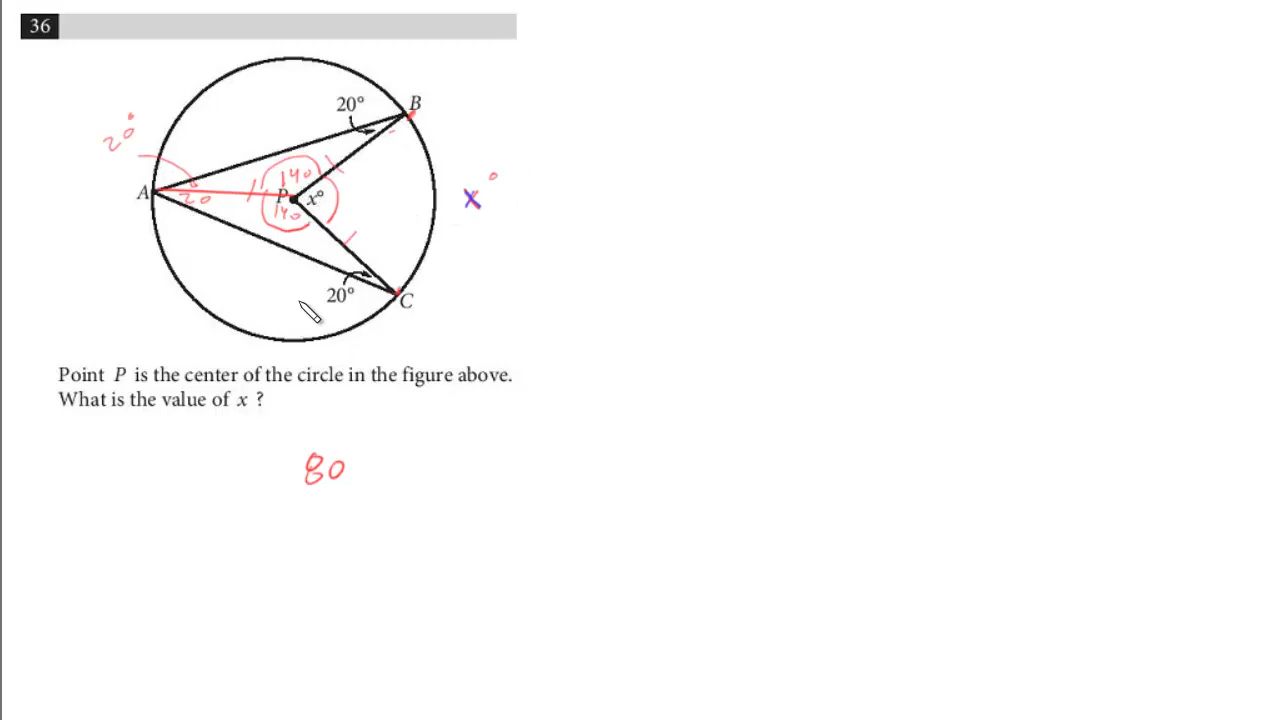 36
20°
B
20°
140
A
20
P
x°
x°
140
20°
C
Point P is the center of the circle in the figure above.
What is the value of x ?
80